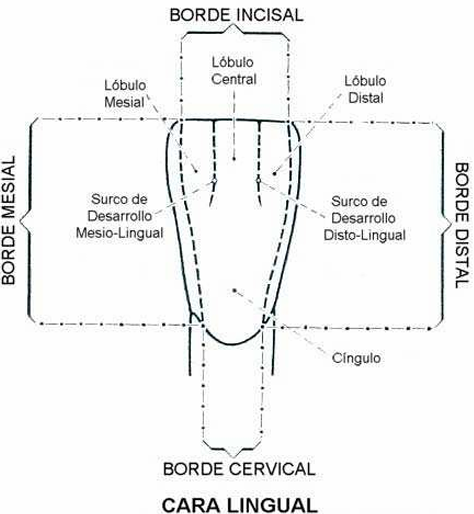 BORDE INCISAL
Lóbulo
Central
Lóbulo
Mesial
Lóbulo
Distal
BORDE MESIAL
BORDE DISTAL
Surco de
Desarrollo
Mesio-Lingual
Surco de
Desarrollo
Disto-Lingual
Cíngulo
BORDE CERVICAL
CARA LINGUAL